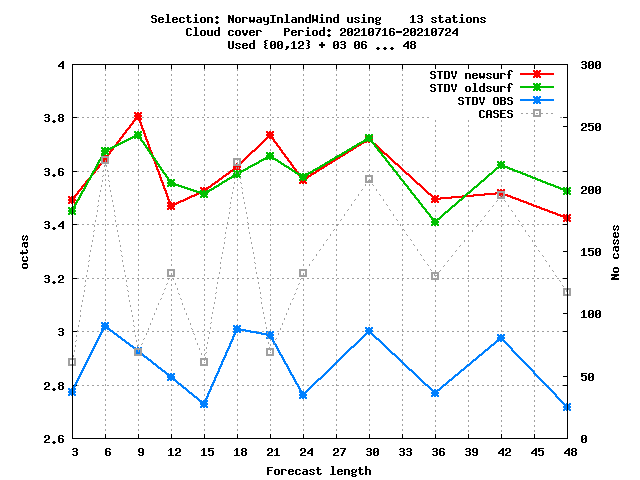 Selection: NorwayInlandWind using    13 stations
Cloud cover   Period: 20210716-20210724
Used {00,12} + 03 06 ... 48
STDV newsurf
STDV oldsurf
STDV OBS
CASES
4
3.8
3.6
3.4
3.2
3
2.8
2.6
octas
300
250
200
150
100
50
0
No cases
3 6 9 12 15 18 21 24 27 30 33 36 39 42 45 48
Forecast length